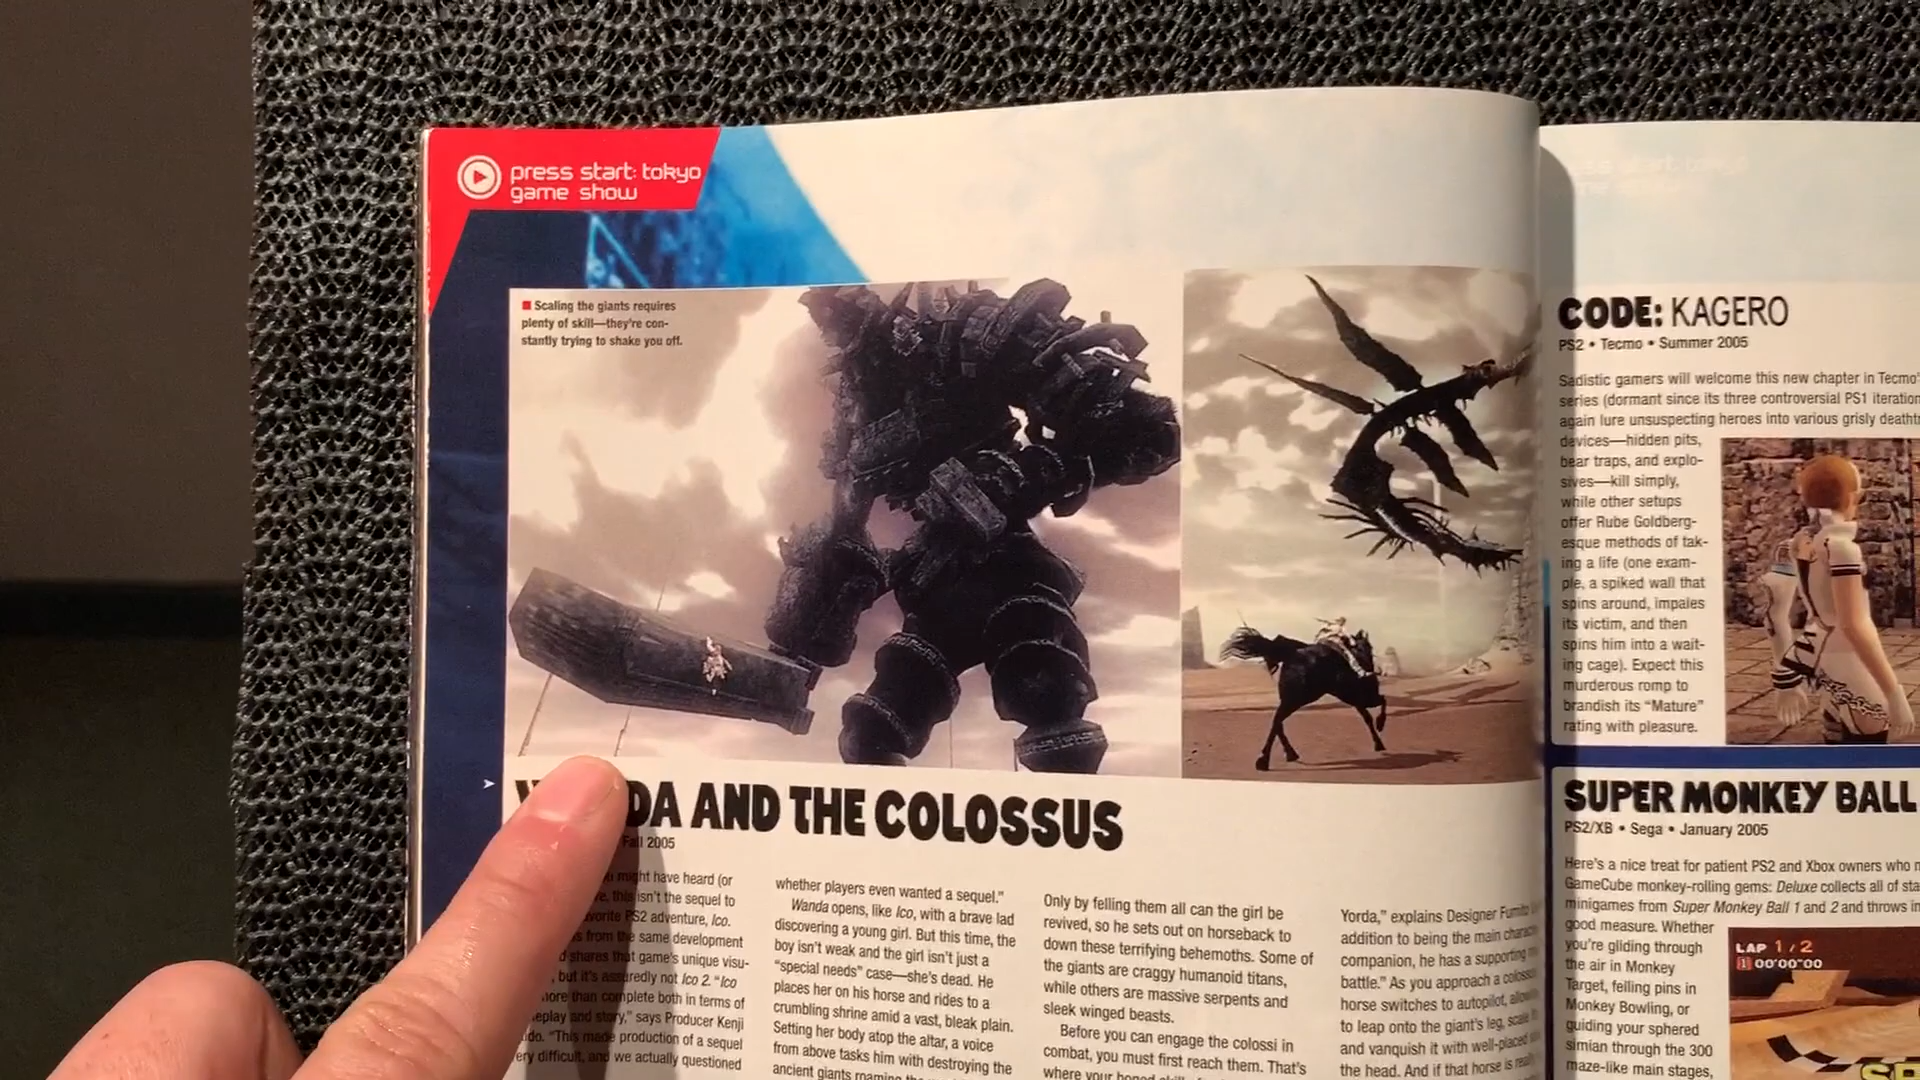 press start: tokyo
game show
Scaling the giants requires
plenty of skill—they're con-
stantly trying to shake you off.
DA AND THE COLOSSUS
Fall 2005
might have heard (or
this isn't the sequel to
PS2 adventure, Ico.
from the same development
shares that game's unique visu-
but it's assuredly not Ico 2. "Ico
more than complete both in terms of
and story," says Producer Kenji
"This made production of a sequel
very difficult, and we actually questioned
whether players even wanted a sequel."
Wanda opens, like Ico, with a brave lad
discovering a young girl. But this time, the
boy isn't weak and the girl isn't just a
"special needs" case—she's dead. He
places her on his horse and rides to a
crumbling shrine amid a vast, bleak plain.
Setting her body atop the altar, a voice
from above tasks him with destroying the
ancient giants roaming the
Only by felling them all can the girl be
revived, so he sets out on horseback to
down these terrifying behemoths. Some of
the giants are craggy humanoid titans,
while others are massive serpents and
sleek winged beasts.
Before you can engage the colossi in
combat, you must first reach them. That's
where your
Yorda," explains Designer Fumito
addition to being the main
companion, he has a supporting
battle." As you approach a
horse switches to autopilot,
to leap onto the giant's leg, scale
and vanquish it with well-placed
the head. And if that horse is
CODE: KAGERO
PS2 • Tecmo • Summer 2005
Sadistic gamers will welcome this new chapter in Tecmo's
series (dormant since its three controversial PS1
again lure unsuspecting heroes into various grisly
devices—hidden pits,
bear traps, and explo-
sives—kill simply,
while other setups
offer Rube Goldberg-
esque methods of tak-
ing a life (one exam-
ple, a spiked wall that
spins around, impales
its victim, and then
spins him into a wait-
ing cage). Expect this
murderous romp to
brandish its "Mature"
rating with pleasure.
SUPER MONKEY BALL
PS2/XB • Sega • January 2005
Here's a nice treat for patient PS2 and Xbox owners who
GameCube monkey-rolling gems: Deluxe collects all of
minigames from Super Monkey Ball 1 and 2 and throws in
good measure. Whether
you're gliding through
the air in Monkey
Target, felling pins in
Monkey Bowling, or
guiding your sphered
simian through the 300
maze-like main stages,
LAP 1/2
1 00'00"00